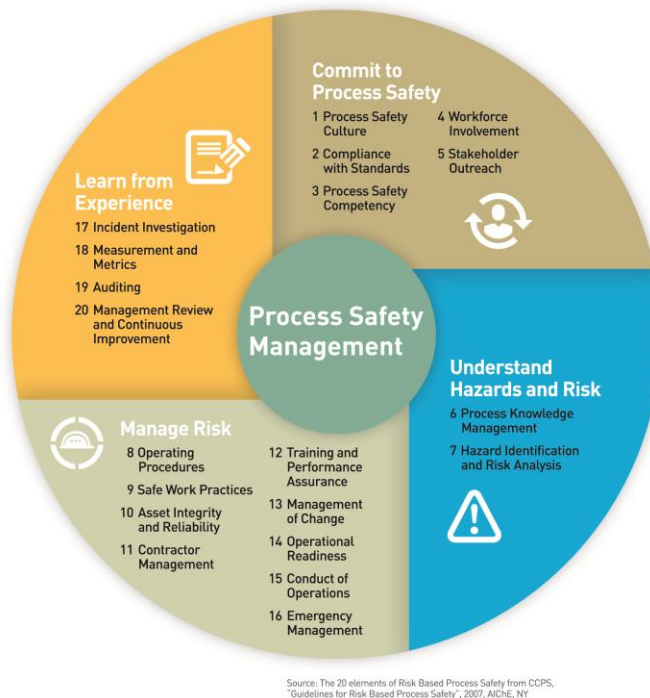 Commit to
Process Safety
1 Process Safety
Culture
2 Compliance
with Standards
3 Process Safety
Competency
4 Workforce
Involvement
5 Stakeholder
Outreach
Understand
Hazards and Risk
6 Process Knowledge
Management
7 Hazard Identification
and Risk Analysis
Manage Risk
8 Operating
Procedures
9 Safe Work Practices
10 Asset Integrity
and Reliability
11 Contractor
Management
12 Training and
Performance
Assurance
13 Management
of Change
14 Operational
Readiness
15 Conduct of
Operations
16 Emergency
Management
Learn from
Experience
17 Incident Investigation
18 Measurement and
Metrics
19 Auditing
20 Management Review
and Continuous
Improvement
Process Safety
Management
Source: The 20 elements of Risk Based Process Safety from CCPS,
"Guidelines for Risk Based Process Safety", 2007, AIChE, NY